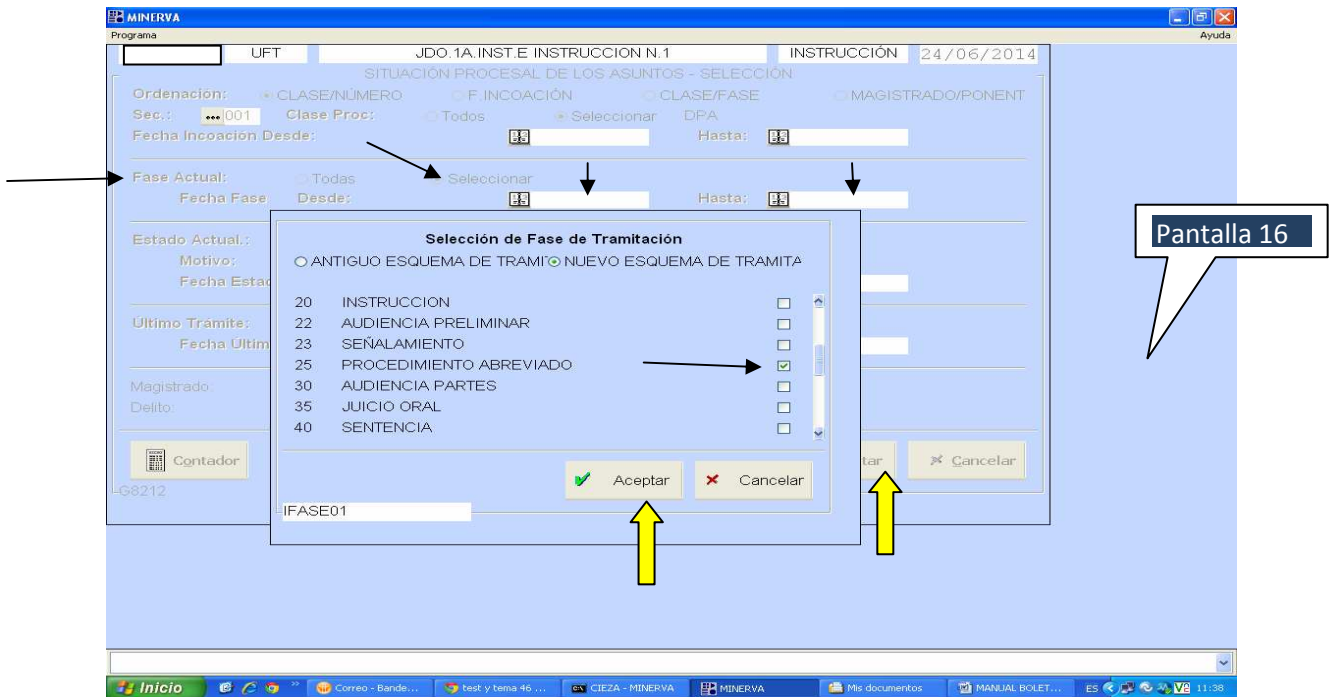 MINERVA
Programa Ayuda
UFT JDO.1A.INST.E INSTRUCCION N.1 INSTRUCCIÓN 24/06/2014
SITUACIÓN PROCESAL DE LOS ASUNTOS - SELECCIÓN
Ordenación: CLASE/NÚMERO F.INCOACIÓN CLASE/FASE MAGISTRADO/PONENT
Sec.: ... 001 Clase Proc: Todos Seleccionar DPA
Fecha Incoación Desde: Hasta:
Fase Actual: Todas Seleccionar
Fecha Fase Desde: Hasta:
Pantalla 16
Estado Actual.:
Motivo:
Fecha Estad
Último Trámite:
Fecha Últim
Magistrado:
Delito:
Selección de Fase de Tramitación
ANTIGUO ESQUEMA DE TRAMI NUEVO ESQUEMA DE TRAMITA
20 INSTRUCCION
22 AUDIENCIA PRELIMINAR
23 SEÑALAMIENTO
25 PROCEDIMIENTO ABREVIADO
30 AUDIENCIA PARTES
35 JUICIO ORAL
40 SENTENCIA
Aceptar Cancelar
IFASE01
Contador tar Cancelar
G8212
Inicio » Correo - Bande... test y tema 46 ... CIEZA - MINERVA MINERVA Mis documentos MANUAL BOLET... ES 11:38